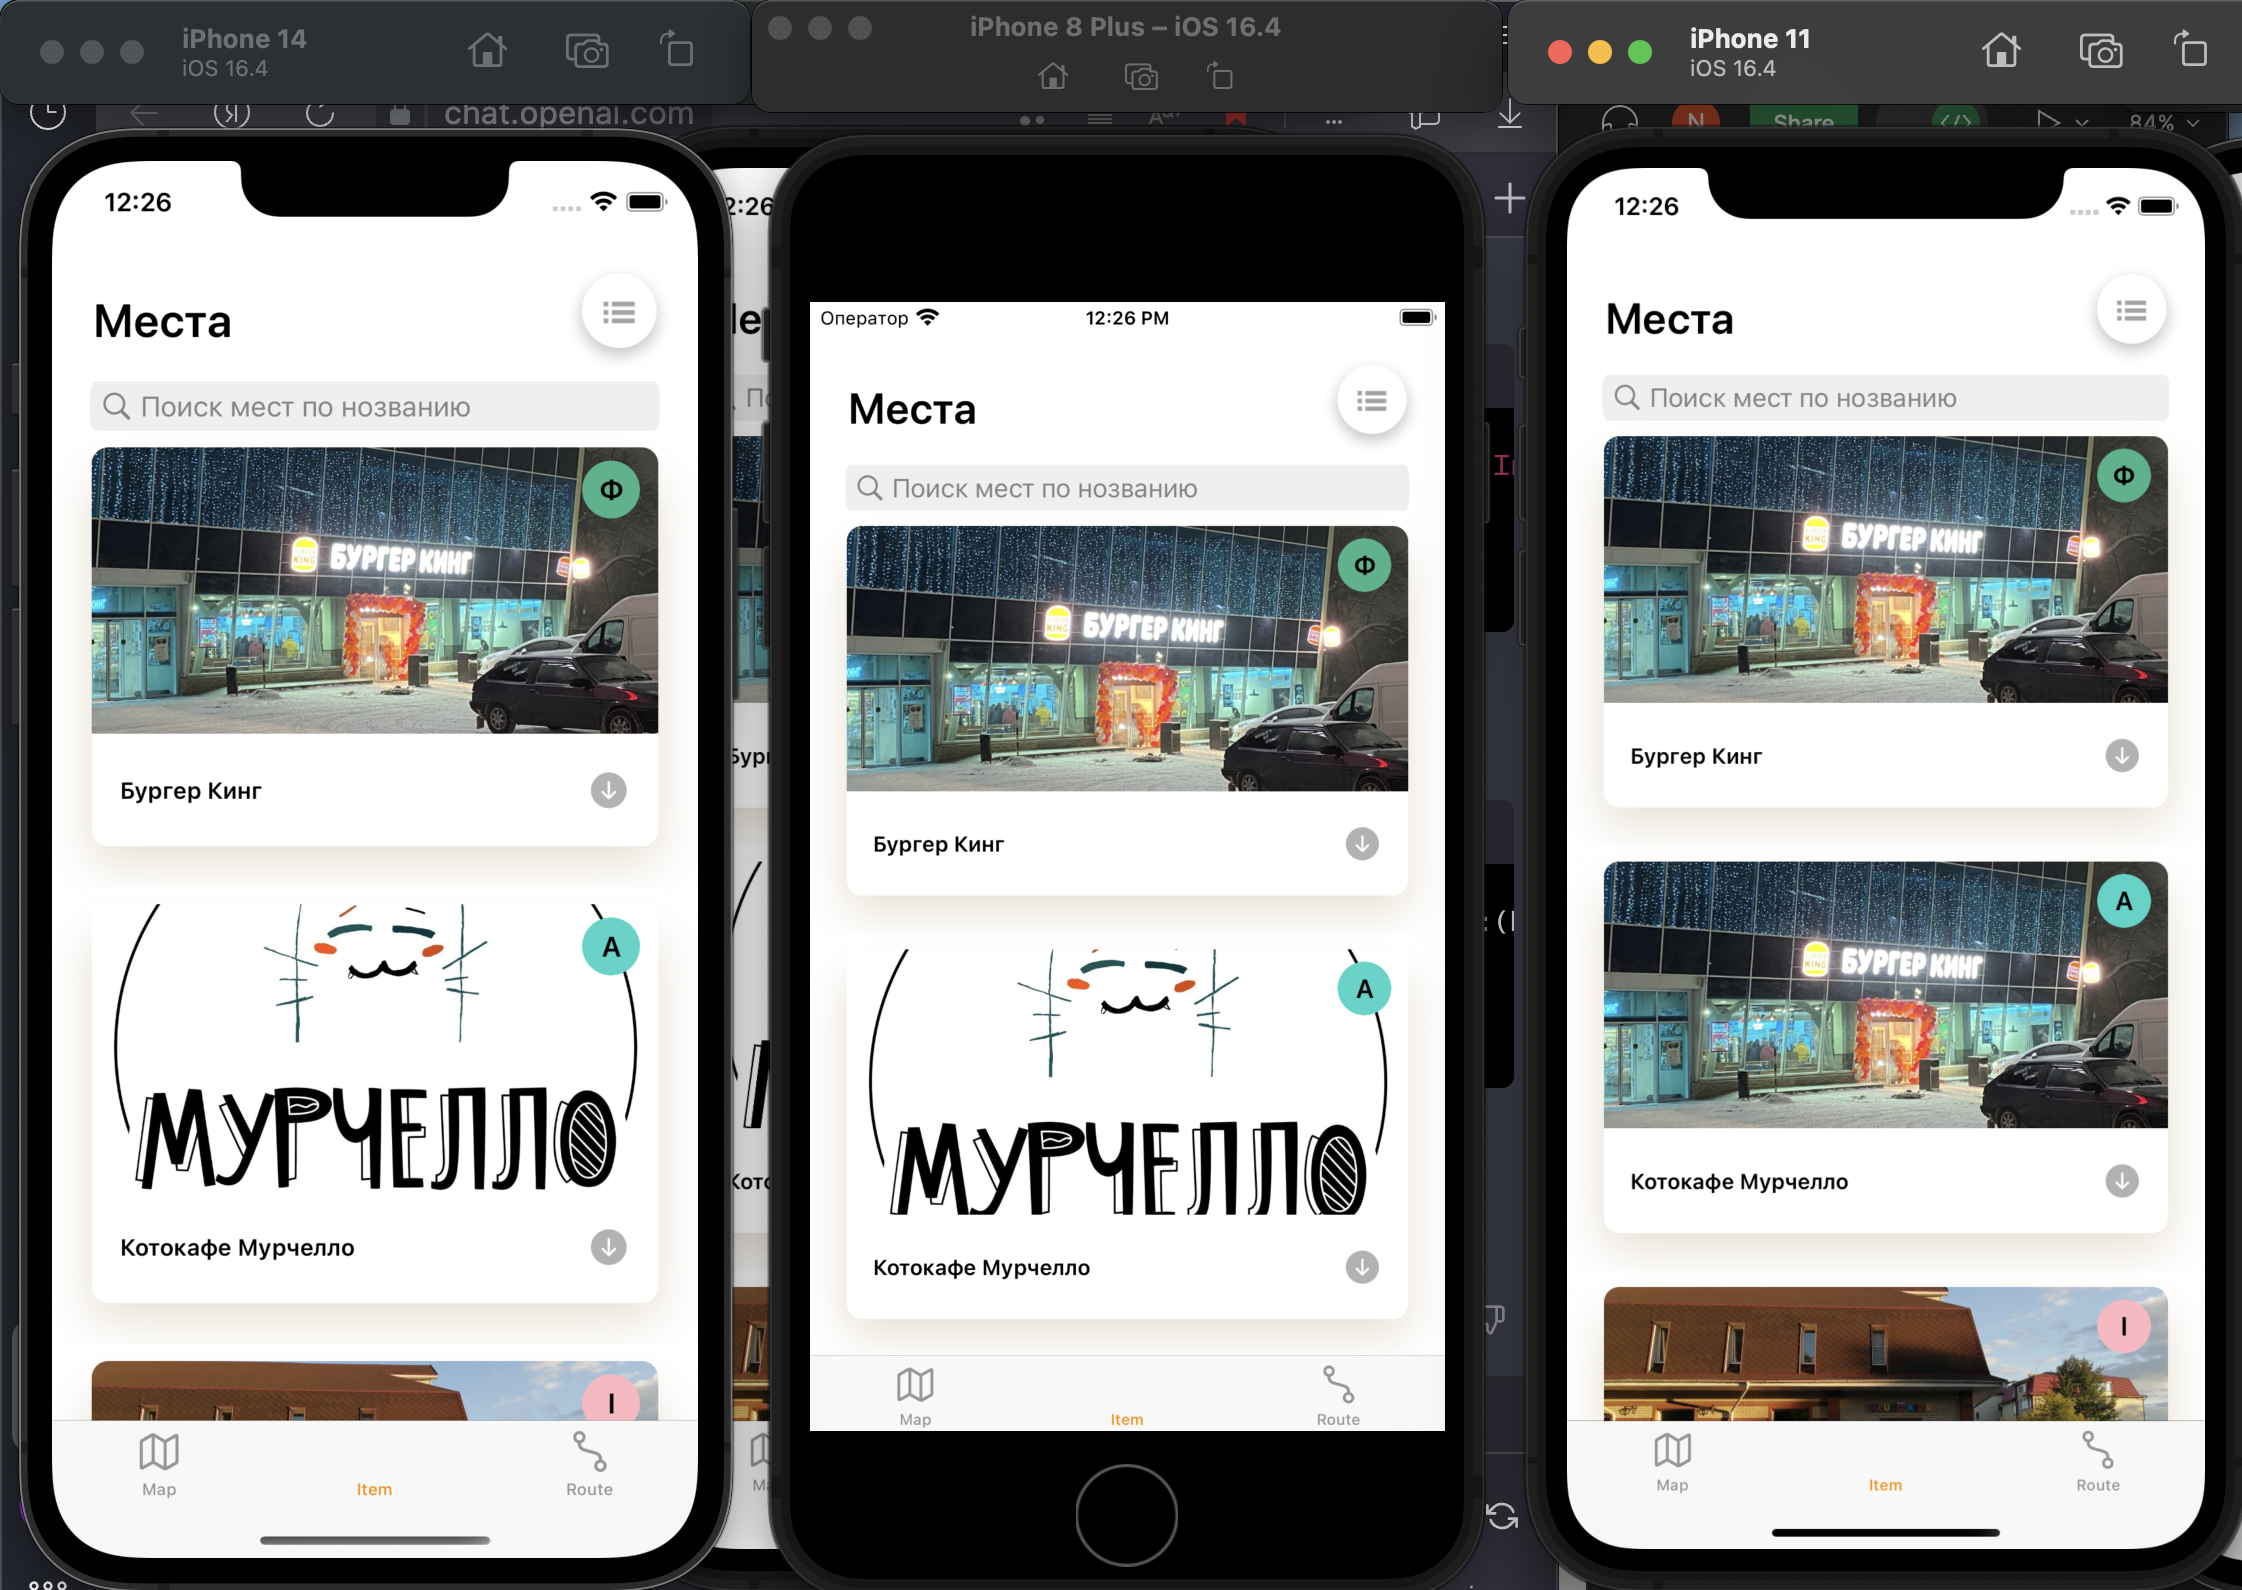 iPhone 14
iOS 16.4
iPhone 8 Plus – iOS 16.4
iPhone 11
iOS 16.4
chat.openai.com
N
Share
84%
12:26
Места
Поиск мест по нозванию
Ф
БУРГЕР КИНГ
Бургер Кинг
А
МУРЧЕЛЛО
Котокафе Мурчелло
I
Map
Item
Route
Оператор
12:26 PM
Места
Поиск мест по нозванию
Ф
БУРГЕР КИНГ
Бургер Кинг
А
МУРЧЕЛЛО
Котокафе Мурчелло
Map
Item
Route
12:26
Места
Поиск мест по нозванию
Ф
БУРГЕР КИНГ
Бургер Кинг
А
БУРГЕР КИНГ
Котокафе Мурчелло
I
Map
Item
Route